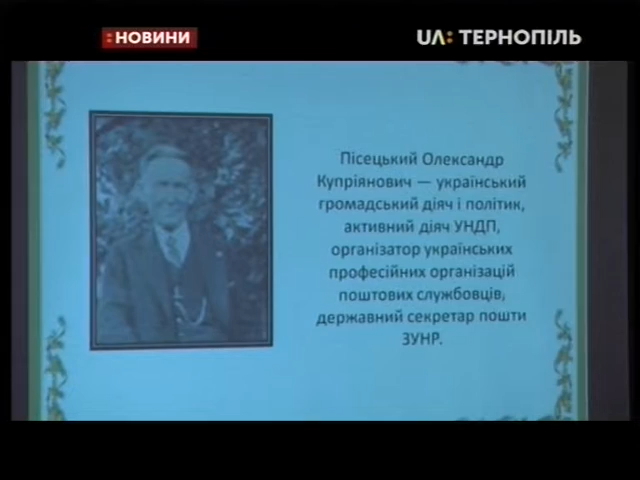 :НОВИНИ
UA: ТЕРНОПІЛЬ
Пісецький Олександр
Купріянович — український
громадський діяч і політик,
активний діяч УНДП,
організатор українських
професійних організацій
поштових службовців,
державний секретар пошти
ЗУНР.